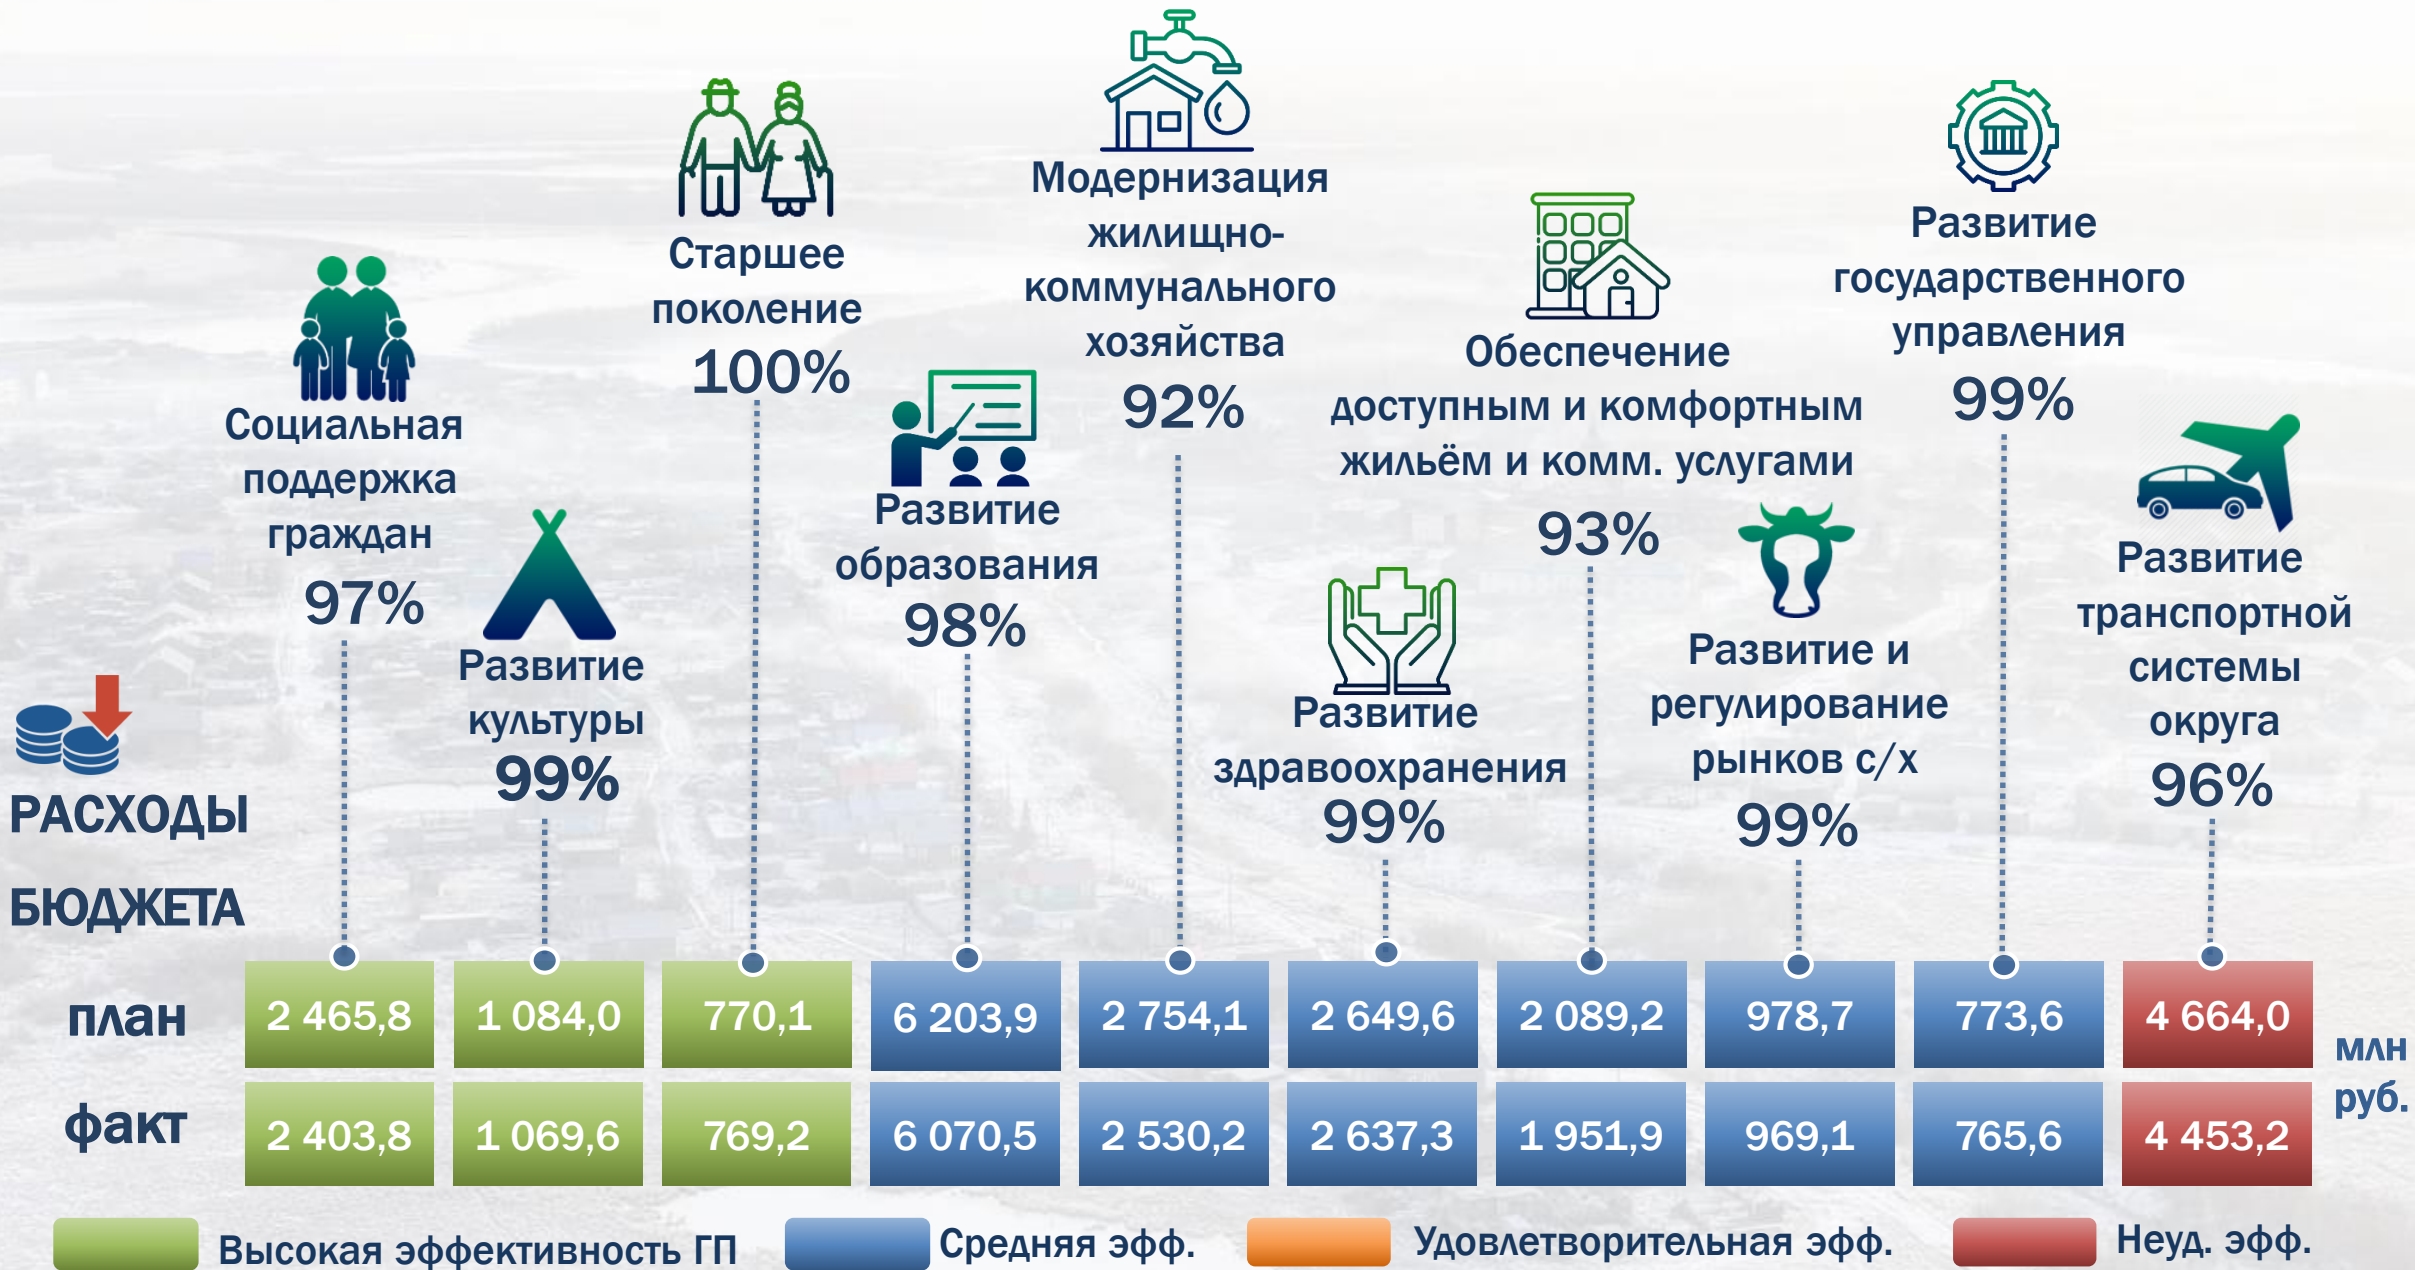 Социальная
поддержка
граждан
97%
Развитие
культуры
99%
Старшее
поколение
100%
Развитие
образования
98%
Модернизация
жилищно-
коммунального
хозяйства
92%
Развитие
здравоохранения
99%
Обеспечение
доступным и комфортным
жильём и комм. услугами
93%
Развитие и
регулирование
рынков с/х
99%
Развитие
государственного
управления
99%
Развитие
транспортной
системы
округа
96%
РАСХОДЫ
БЮДЖЕТА
план 2 465,8 1 084,0 770,1 6 203,9 2 754,1 2 649,6 2 089,2 978,7 773,6 4 664,0
факт 2 403,8 1 069,6 769,2 6 070,5 2 530,2 2 637,3 1 951,9 969,1 765,6 4 453,2
млн
руб.
Высокая эффективность ГП Средняя эфф. Удовлетворительная эфф. Неуд. эфф.